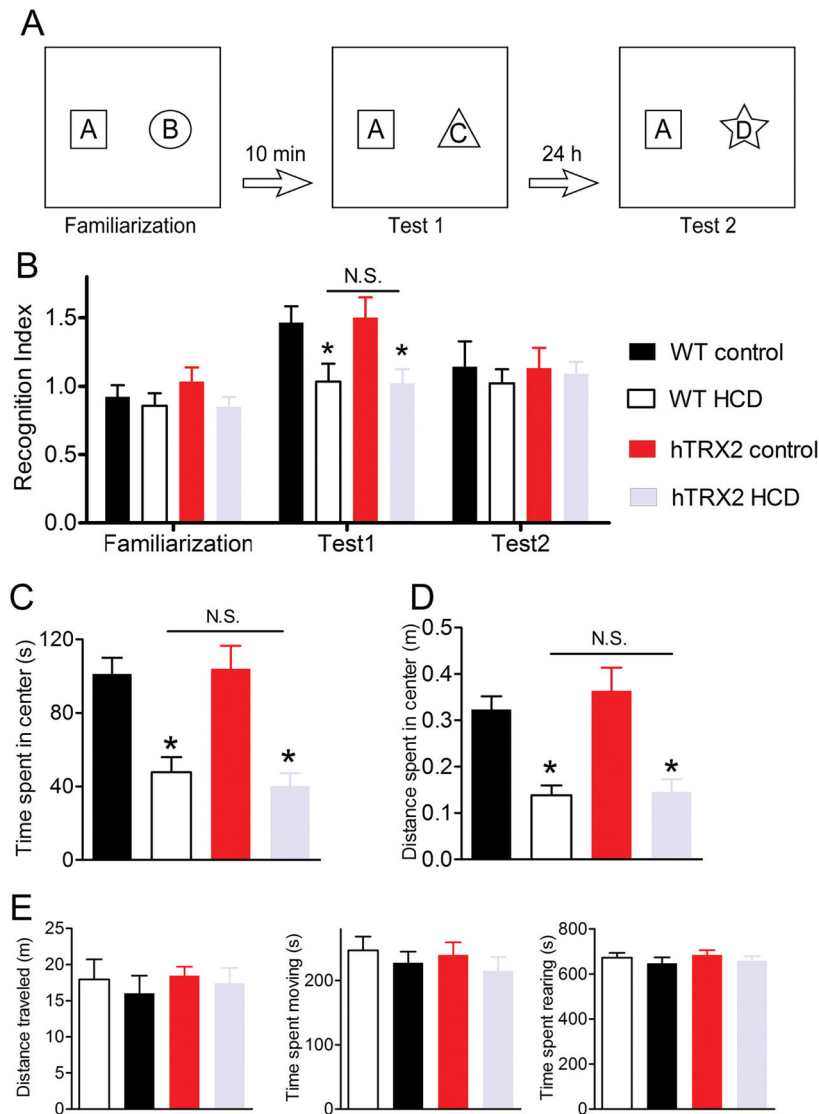 A
A
B
10 min
A
C
24 h
A
D
Familiarization
Test 1
Test 2
B
Recognition Index
1.5
1.0
0.5
0.0
N.S.
*
*
Familiarization
Test1
Test2
WT control
WT HCD
hTRX2 control
hTRX2 HCD
C
Time spent in center (s)
120
80
40
0
N.S.
*
*
D
Distance spent in center (m)
0.5
0.4
0.3
0.2
0.1
0.0
N.S.
*
*
E
Distance traveled (m)
25
20
15
10
5
0
Time spent moving (s)
200
100
0
Time spent rearing (s)
800
600
400
200
0